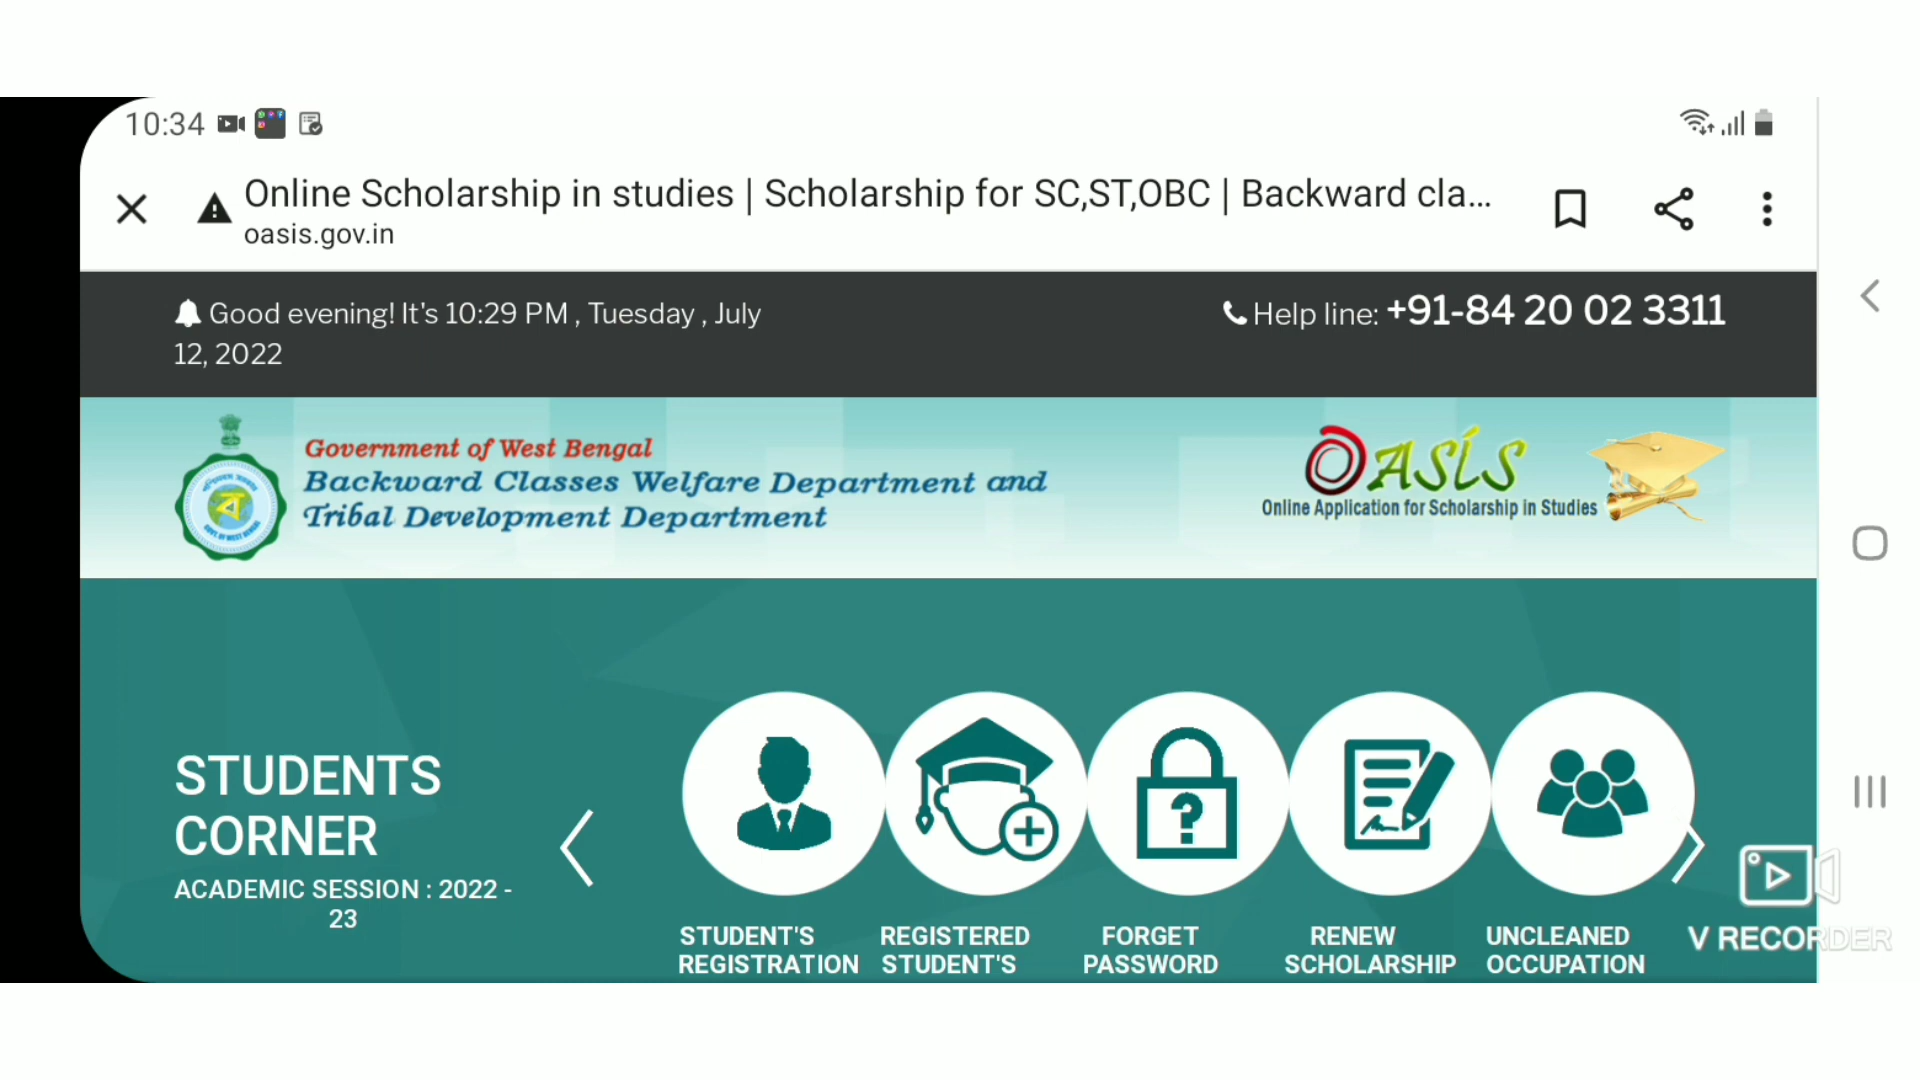 10:34
Online Scholarship in studies | Scholarship for SC,ST,OBC | Backward cla...
oasis.gov.in
Good evening! It's 10:29 PM , Tuesday , July
12, 2022
Help line: +91-84 20 02 3311
Government of West Bengal
Backward Classes Welfare Department and
Tribal Development Department
OASIS
Online Application for Scholarship in Studies
STUDENTS
CORNER
ACADEMIC SESSION : 2022 -
23
STUDENT'S
REGISTRATION
REGISTERED
STUDENT'S
FORGET
PASSWORD
RENEW
SCHOLARSHIP
UNCLEANED
OCCUPATION
V RECORDER